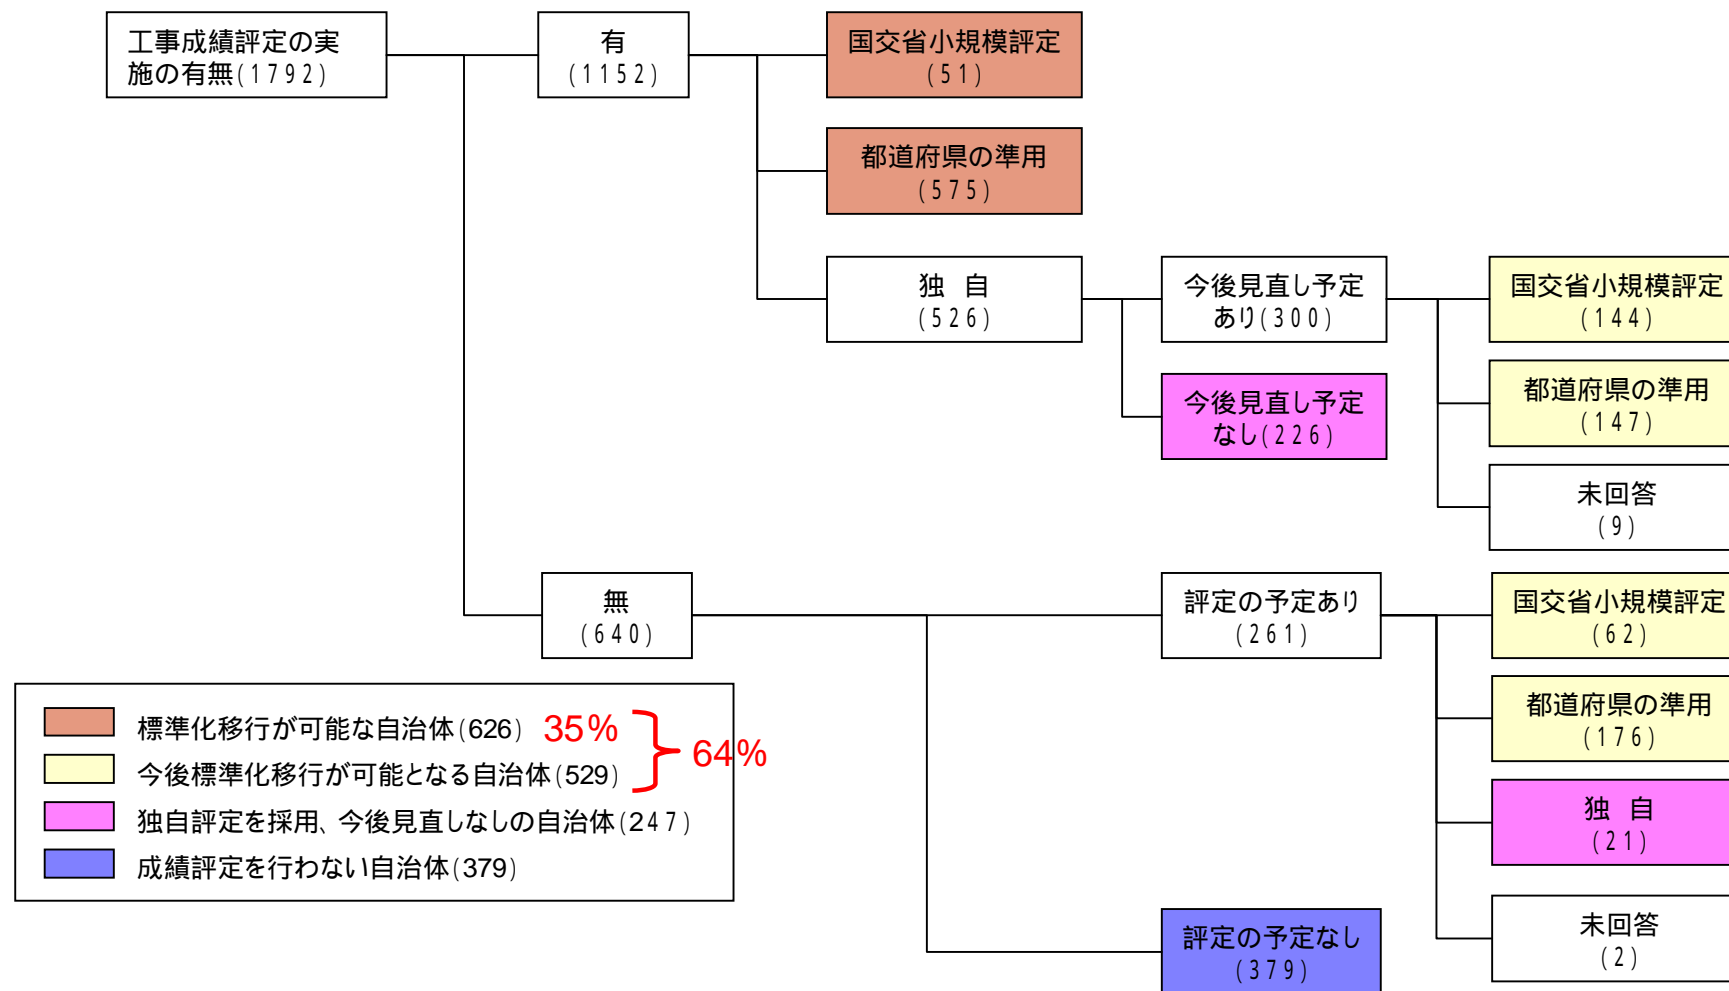 工事成績評定の実
施の有無(1792)
有
(1152)
国交省小規模評定
(51)
都道府県の準用
(575)
独 自
(526)
今後見直し予定
あり(300)
今後見直し予定
なし(226)
国交省小規模評定
(144)
都道府県の準用
(147)
未回答
(9)
無
(640)
評定の予定あり
(261)
国交省小規模評定
(62)
都道府県の準用
(176)
独 自
(21)
未回答
(2)
評定の予定なし
(379)
標準化移行が可能な自治体(626) 35%
今後標準化移行が可能となる自治体(529)
64%
独自評定を採用、今後見直しなしの自治体(247)
成績評定を行わない自治体(379)